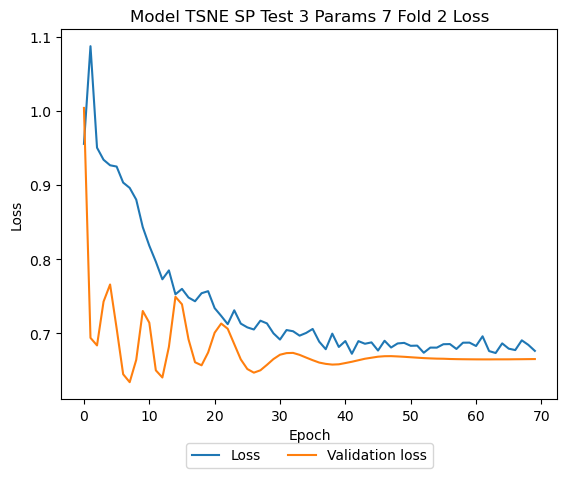 Model TSNE SP Test 3 Params 7 Fold 2 Loss
1.1
1.0
0.9
0.8
0.7
Loss
0 10 20 30 40 50 60 70
Epoch
Loss Validation loss